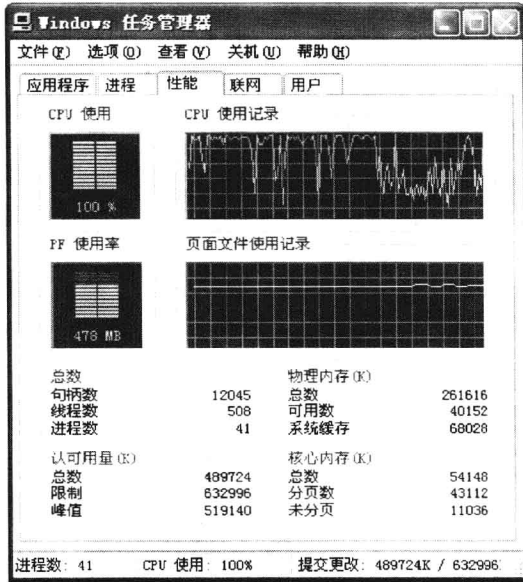 Windows 任务管理器
文件(F) 选项(O) 查看(V) 关机(U) 帮助(H)
应用程序 进程 性能 联网 用户
CPU 使用 CPU 使用记录
100 %
PF 使用率 页面文件使用记录
478 MB
总数 物理内存(K)
句柄数 12045 总数 261616
线程数 508 可用数 40152
进程数 41 系统缓存 68028
认可用量(K) 核心内存(K)
总数 489724 总数 54148
限制 632996 分页数 43112
峰值 519140 未分页 11036
进程数: 41 CPU 使用: 100% 提交更改: 489724K / 632996